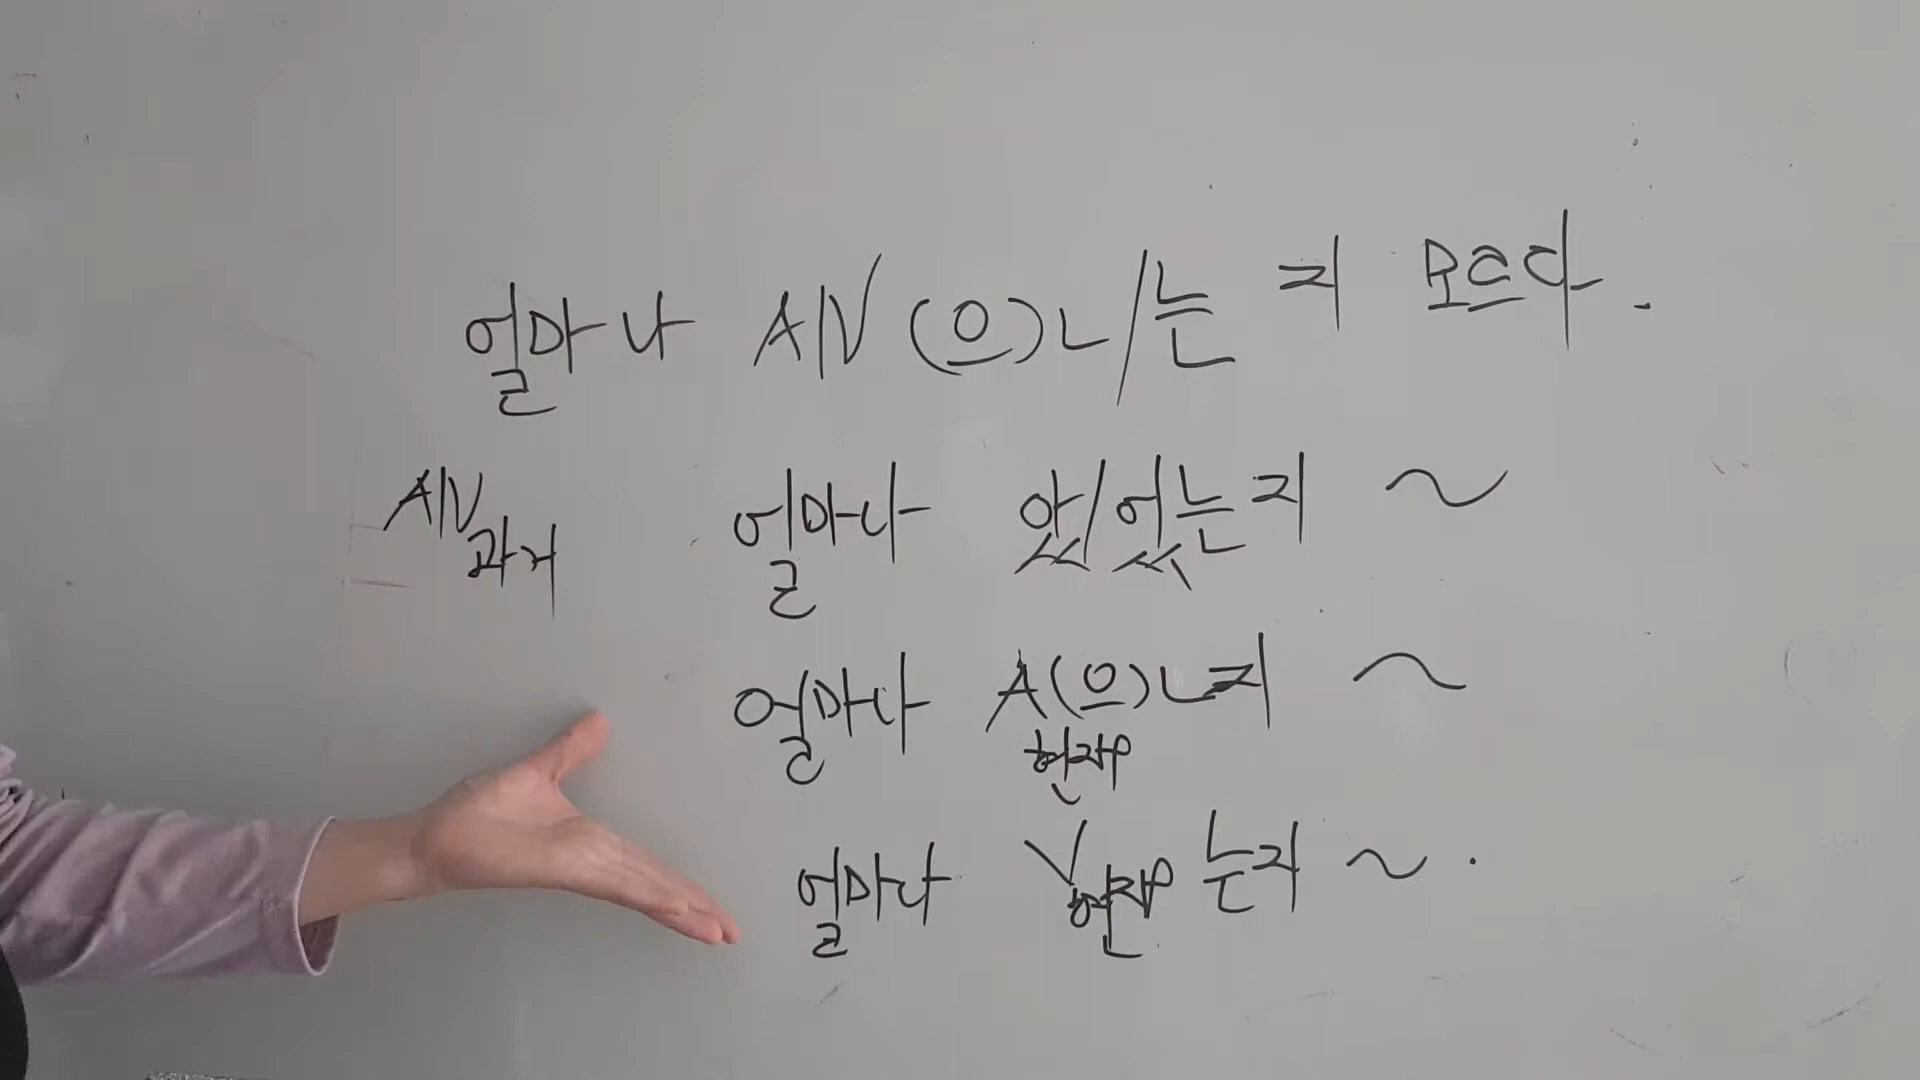 얼마나 A/V (으)ㄴ/는 지 모르다.
A/V 과거 얼마나 았/었는지 ~
얼마나 A(으)ㄴ지 ~
현재
얼마나 V 현재 는지 ~.